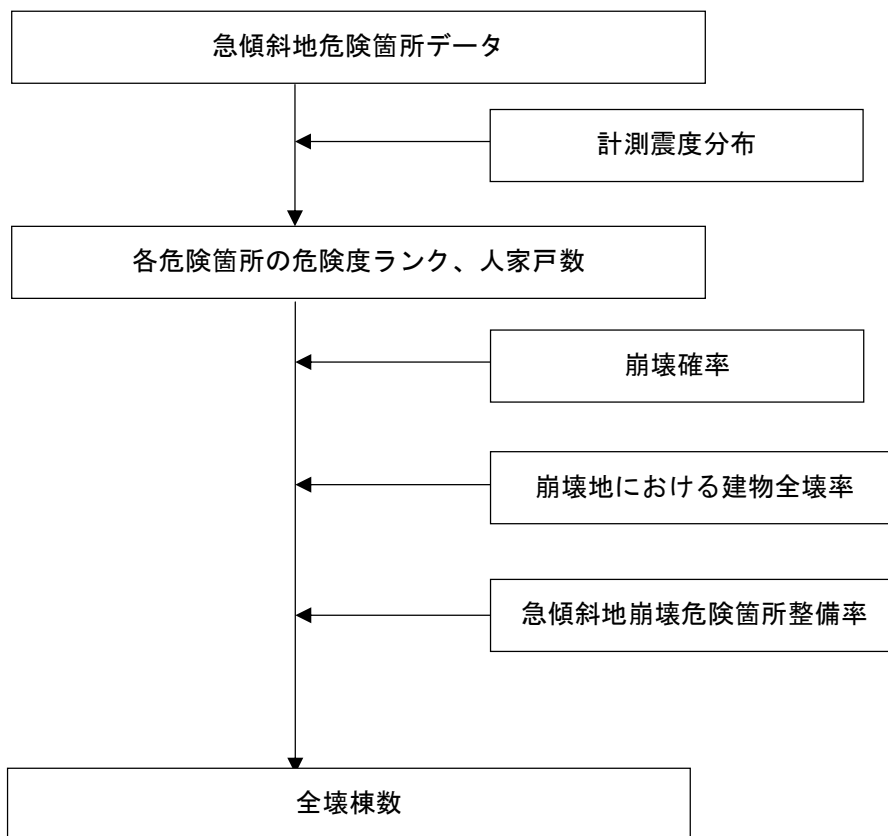 急傾斜地危険箇所データ
計測震度分布
各危険箇所の危険度ランク、人家戸数
崩壊確率
崩壊地における建物全壊率
急傾斜地崩壊危険箇所整備率
全壊棟数